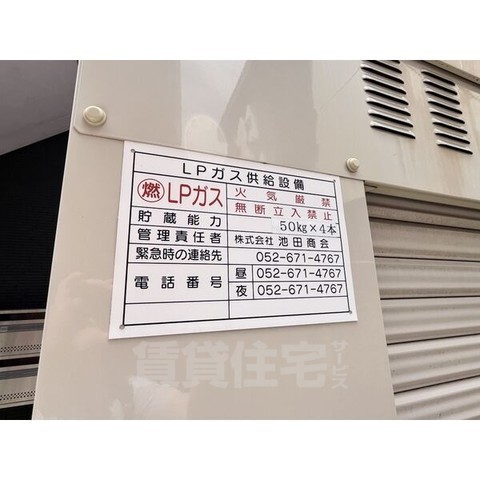 LPガス供給設備
燃 LPガス 火気厳禁
無断立入禁止
貯蔵能力 50kg×4本
管理責任者 株式会社 池田商会
緊急時の連絡先 052-671-4767
電話番号 昼 052-671-4767
夜 052-671-4767
賃貸住宅サービス